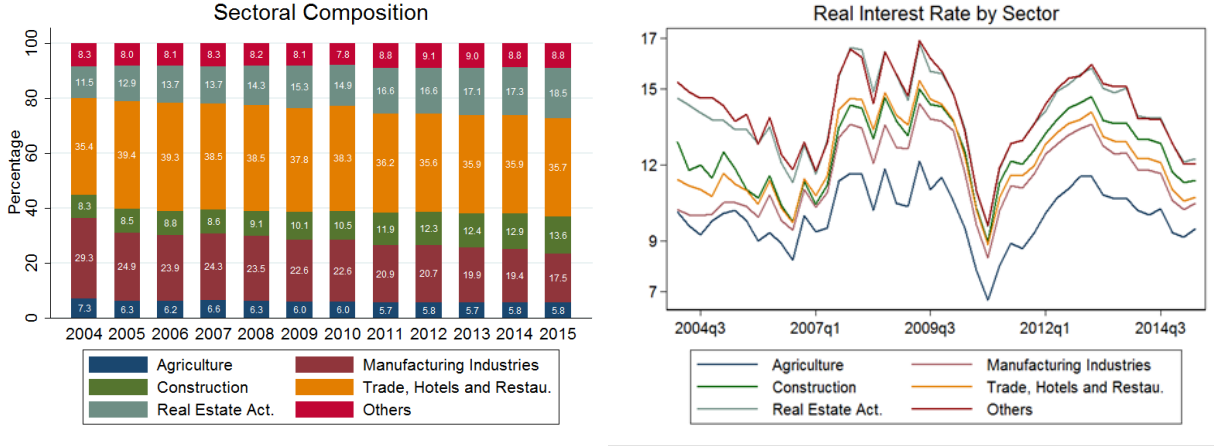 Sectoral Composition
Percentage
100
80
60
40
20
0
8.3 8.0 8.1 8.3 8.2 8.1 7.8 8.8 9.1 9.0 8.8 8.8
11.5 12.9 13.7 13.7 14.3 15.3 14.9 16.6 16.6 17.1 17.3 18.5
35.4 39.4 39.3 38.5 38.5 37.8 38.3 36.2 35.6 35.9 35.9 35.7
8.3 8.5 8.8 8.6 9.1 10.1 10.5 11.9 12.3 12.4 12.9 13.6
29.3 24.9 23.9 24.3 23.5 22.6 22.6 20.9 20.7 19.9 19.4 17.5
7.3 6.3 6.2 6.6 6.3 6.0 6.0 5.7 5.8 5.7 5.8 5.8
2004 2005 2006 2007 2008 2009 2010 2011 2012 2013 2014 2015
Agriculture Manufacturing Industries
Construction Trade, Hotels and Restau.
Real Estate Act. Others
Real Interest Rate by Sector
17
15
12
9
7
2004q3 2007q1 2009q3 2012q1 2014q3
Agriculture Manufacturing Industries
Construction Trade, Hotels and Restau.
Real Estate Act. Others